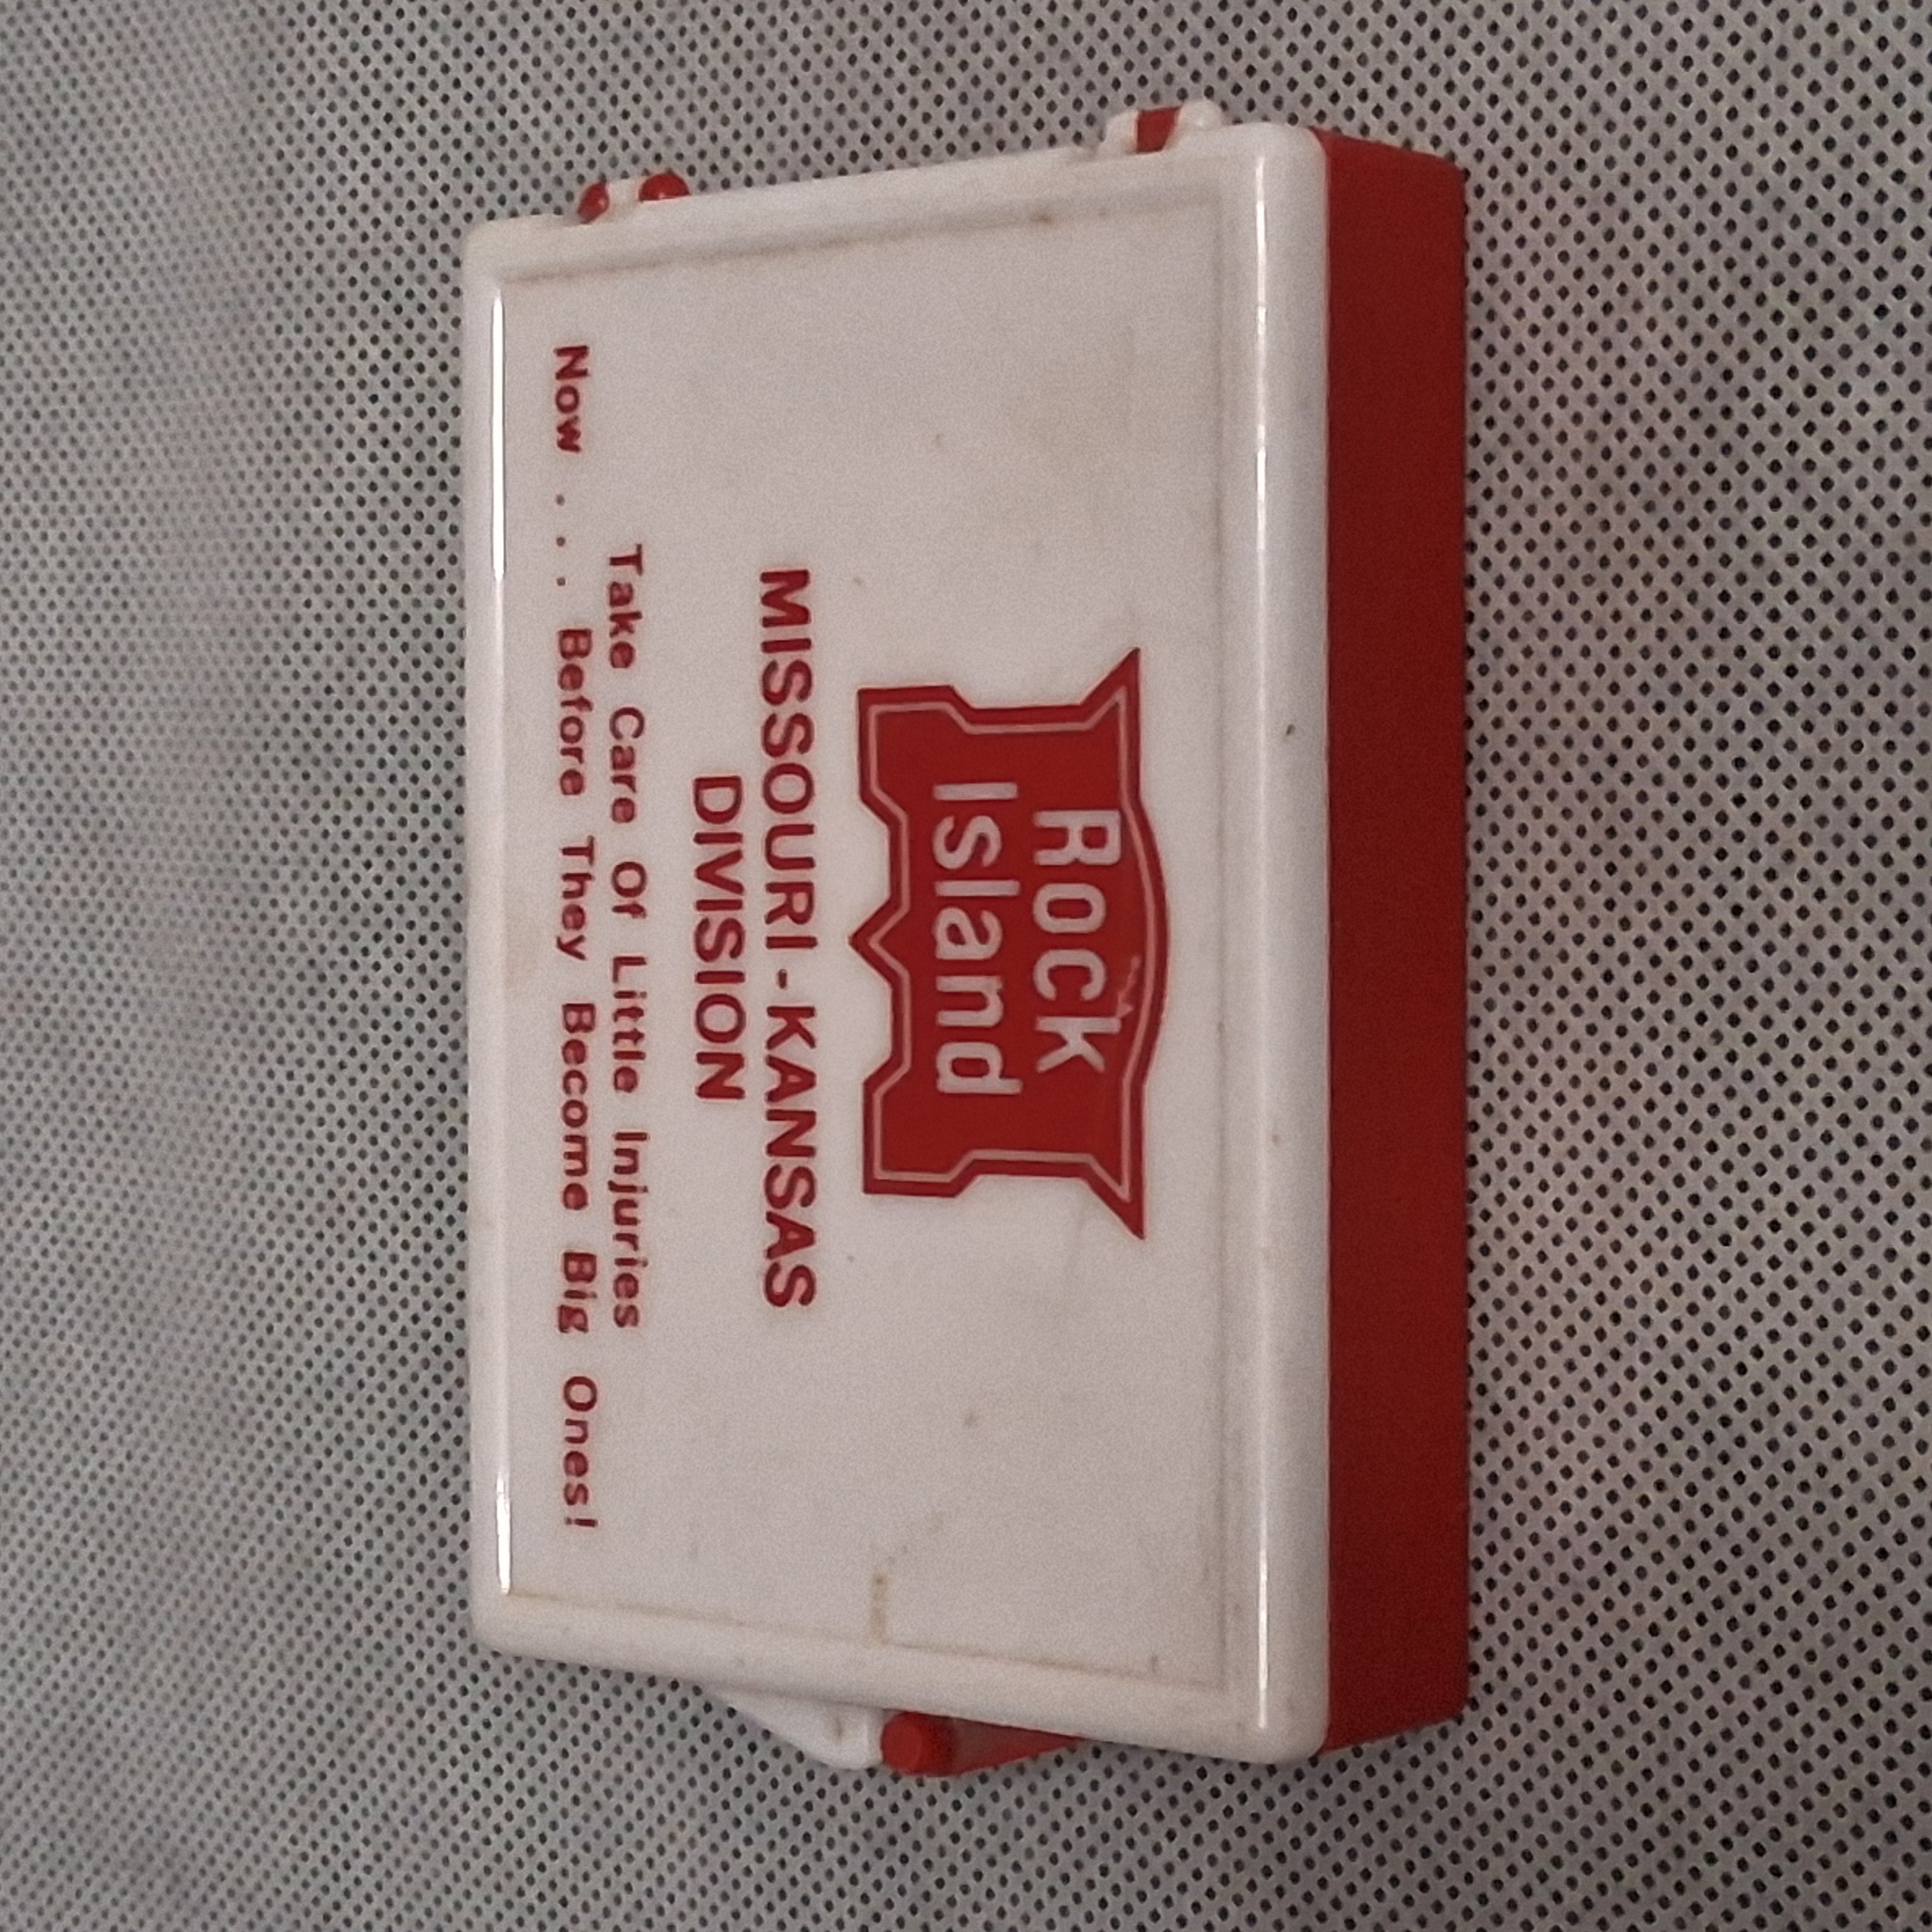 Rock
Island
MISSOURI-KANSAS
DIVISION
Take Care Of Little Injuries
Now . . . Before They Become Big Ones!